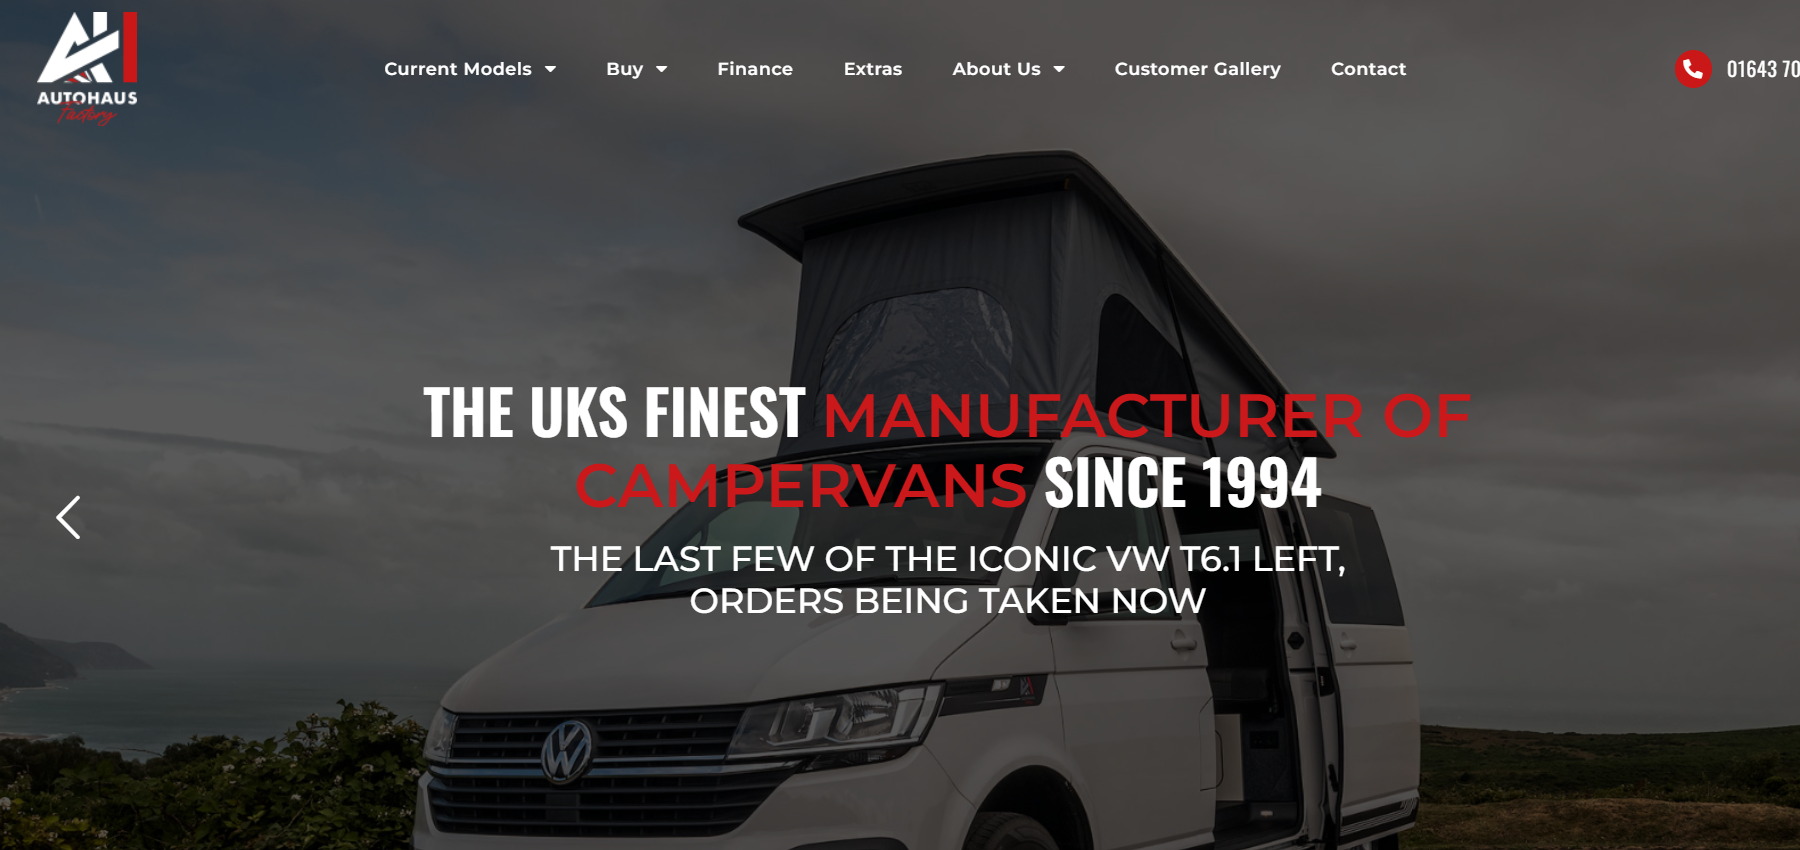 AUTOHAUS
Factory
Current Models
Buy
Finance
Extras
About Us
Customer Gallery
Contact
01643 70
THE UKS FINEST MANUFACTURER OF
CAMPERVANS SINCE 1994
THE LAST FEW OF THE ICONIC VW T6.1 LEFT,
ORDERS BEING TAKEN NOW